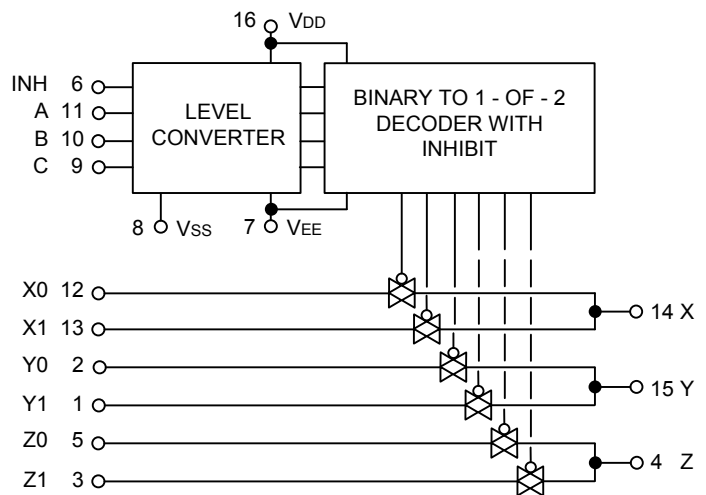 16 VDD
INH 6
A 11
B 10
C 9
LEVEL
CONVERTER
BINARY TO 1 - OF - 2
DECODER WITH
INHIBIT
8 VSS
7 VEE
X0 12
X1 13
14 X
Y0 2
Y1 1
15 Y
Z0 5
Z1 3
4 Z